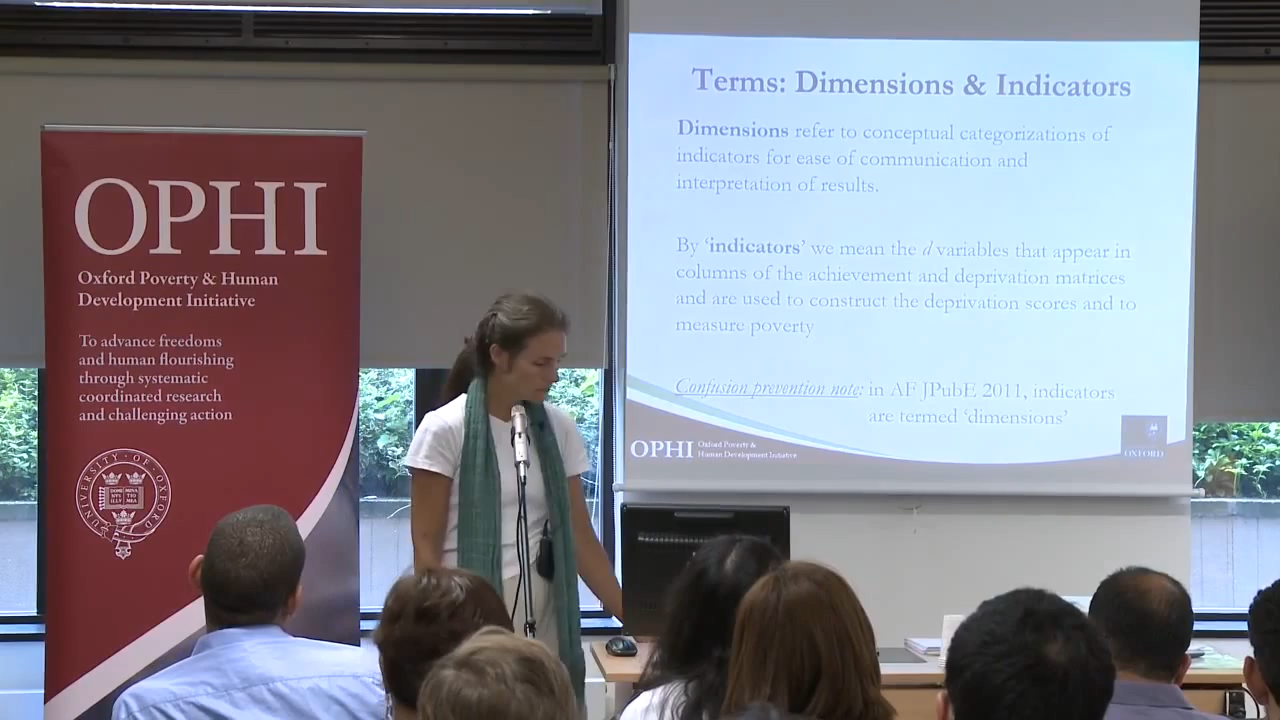 OPHI
Oxford Poverty & Human
Development Initiative
To advance freedoms
and human flourishing
through systematic
coordinated research
and challenging action
UNIVERSITY OF OXFORD
Terms: Dimensions & Indicators
Dimensions refer to conceptual categorizations of
indicators for ease of communication and
interpretation of results.
By ‘indicators’ we mean the d variables that appear in
columns of the achievement and deprivation matrices
and are used to construct the deprivation scores and to
measure poverty
Confusion prevention note: in AF JPubE 2011, indicators
are termed ‘dimensions’
OPHI
Oxford Poverty &
Human Development Initiative
OXFORD